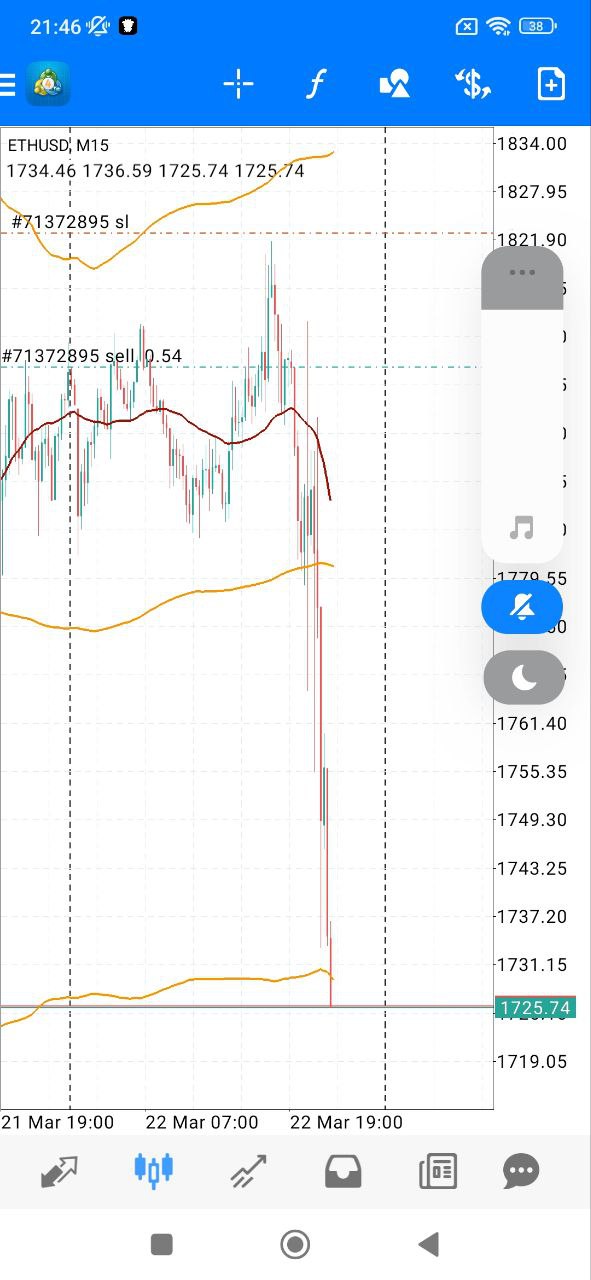 21:46
38
f
ETHUSD, M15
1734.46 1736.59 1725.74 1725.74
1834.00
1827.95
#71372895 sl
1821.90
#71372895 sell 0.54
1779.55
1761.40
1755.35
1749.30
1743.25
1737.20
1731.15
1725.74
1719.05
21 Mar 19:00
22 Mar 07:00
22 Mar 19:00